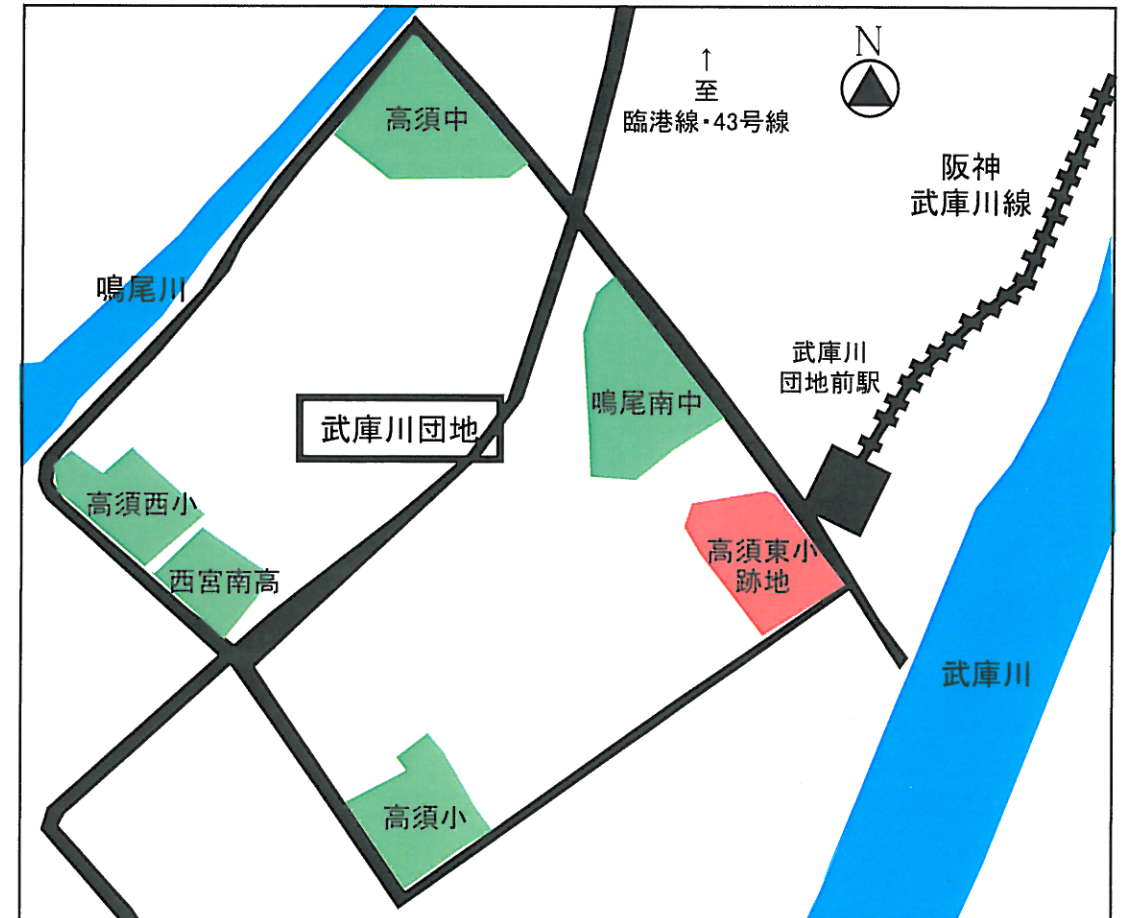 N
↑
至
臨港線・43号線
高須中
阪神
武庫川線
鳴尾川
武庫川
団地前駅
鳴尾南中
武庫川団地
高須西小
高須東小
跡地
西宮南高
武庫川
高須小